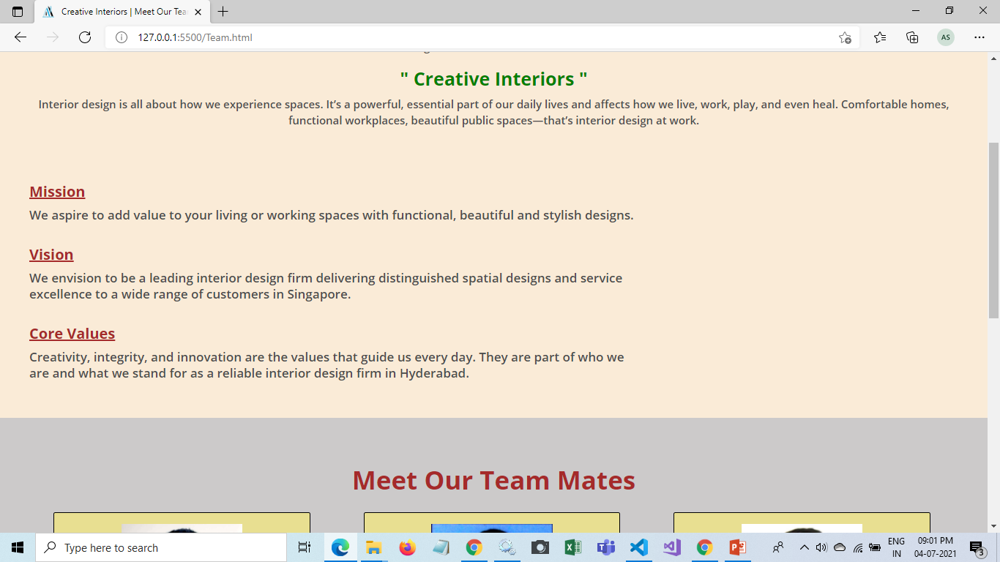 Creative Interiors | Meet Our Tea
127.0.0.1:5500/Team.html
AS
" Creative Interiors "
Interior design is all about how we experience spaces. It’s a powerful, essential part of our daily lives and affects how we live, work, play, and even heal. Comfortable homes,
functional workplaces, beautiful public spaces—that’s interior design at work.
Mission
We aspire to add value to your living or working spaces with functional, beautiful and stylish designs.
Vision
We envision to be a leading interior design firm delivering distinguished spatial designs and service
excellence to a wide range of customers in Singapore.
Core Values
Creativity, integrity, and innovation are the values that guide us every day. They are part of who we
are and what we stand for as a reliable interior design firm in Hyderabad.
Meet Our Team Mates
Type here to search
ENG
IN
09:01 PM
04-07-2021
3